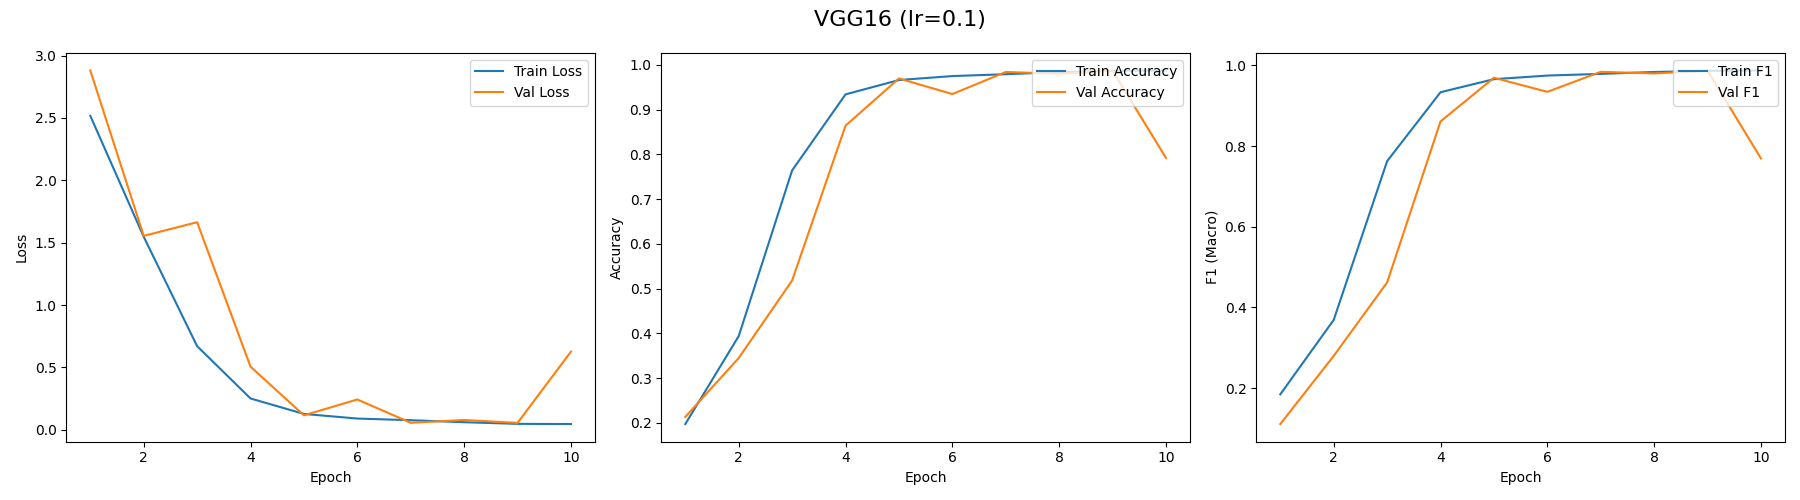 VGG16 (lr=0.1)
3.0
2.5
2.0
1.5
1.0
0.5
0.0
Loss
2
4
6
8
10
Epoch
Train Loss
Val Loss
1.0
0.9
0.8
0.7
0.6
0.5
0.4
0.3
0.2
Accuracy
2
4
6
8
10
Epoch
Train Accuracy
Val Accuracy
1.0
0.8
0.6
0.4
0.2
F1 (Macro)
2
4
6
8
10
Epoch
Train F1
Val F1